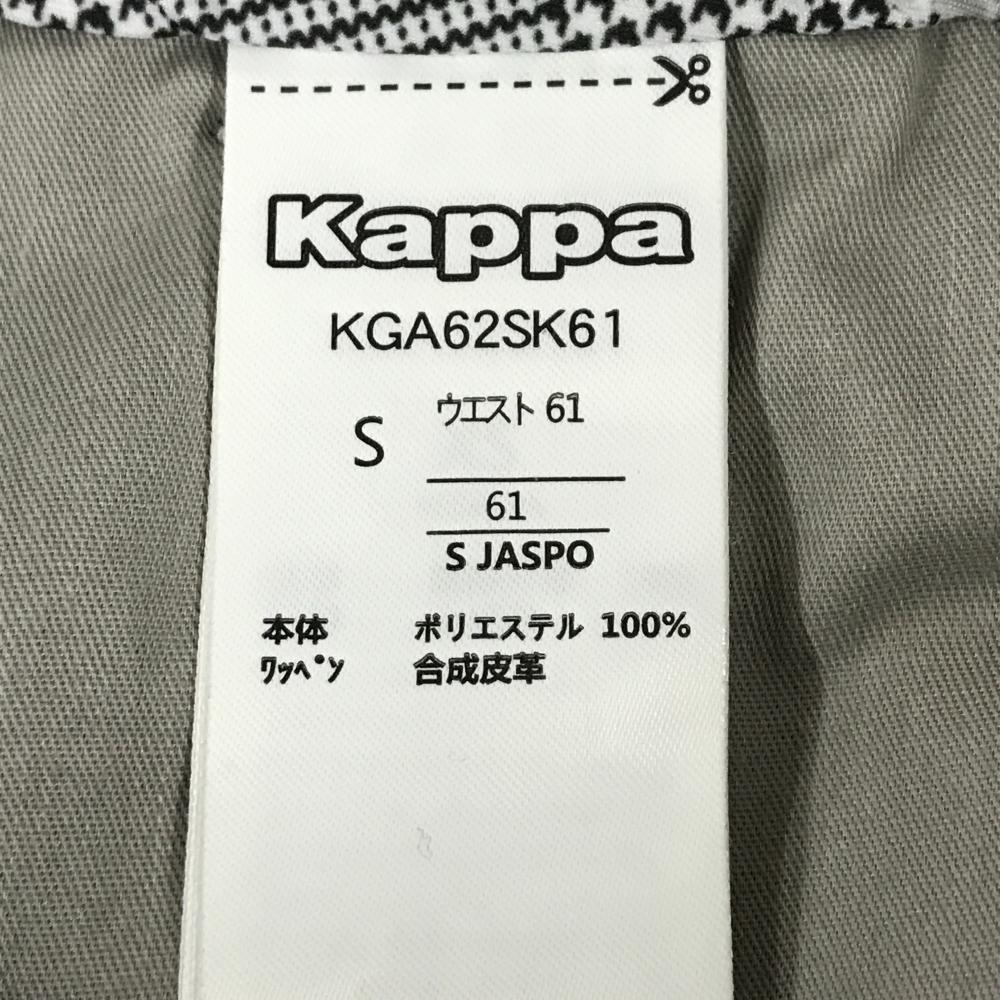 Kappa
KGA62SK61
S
ウエスト 61
61
S JASPO
本体 ポリエステル 100%
ﾜｯﾍﾟﾝ 合成皮革